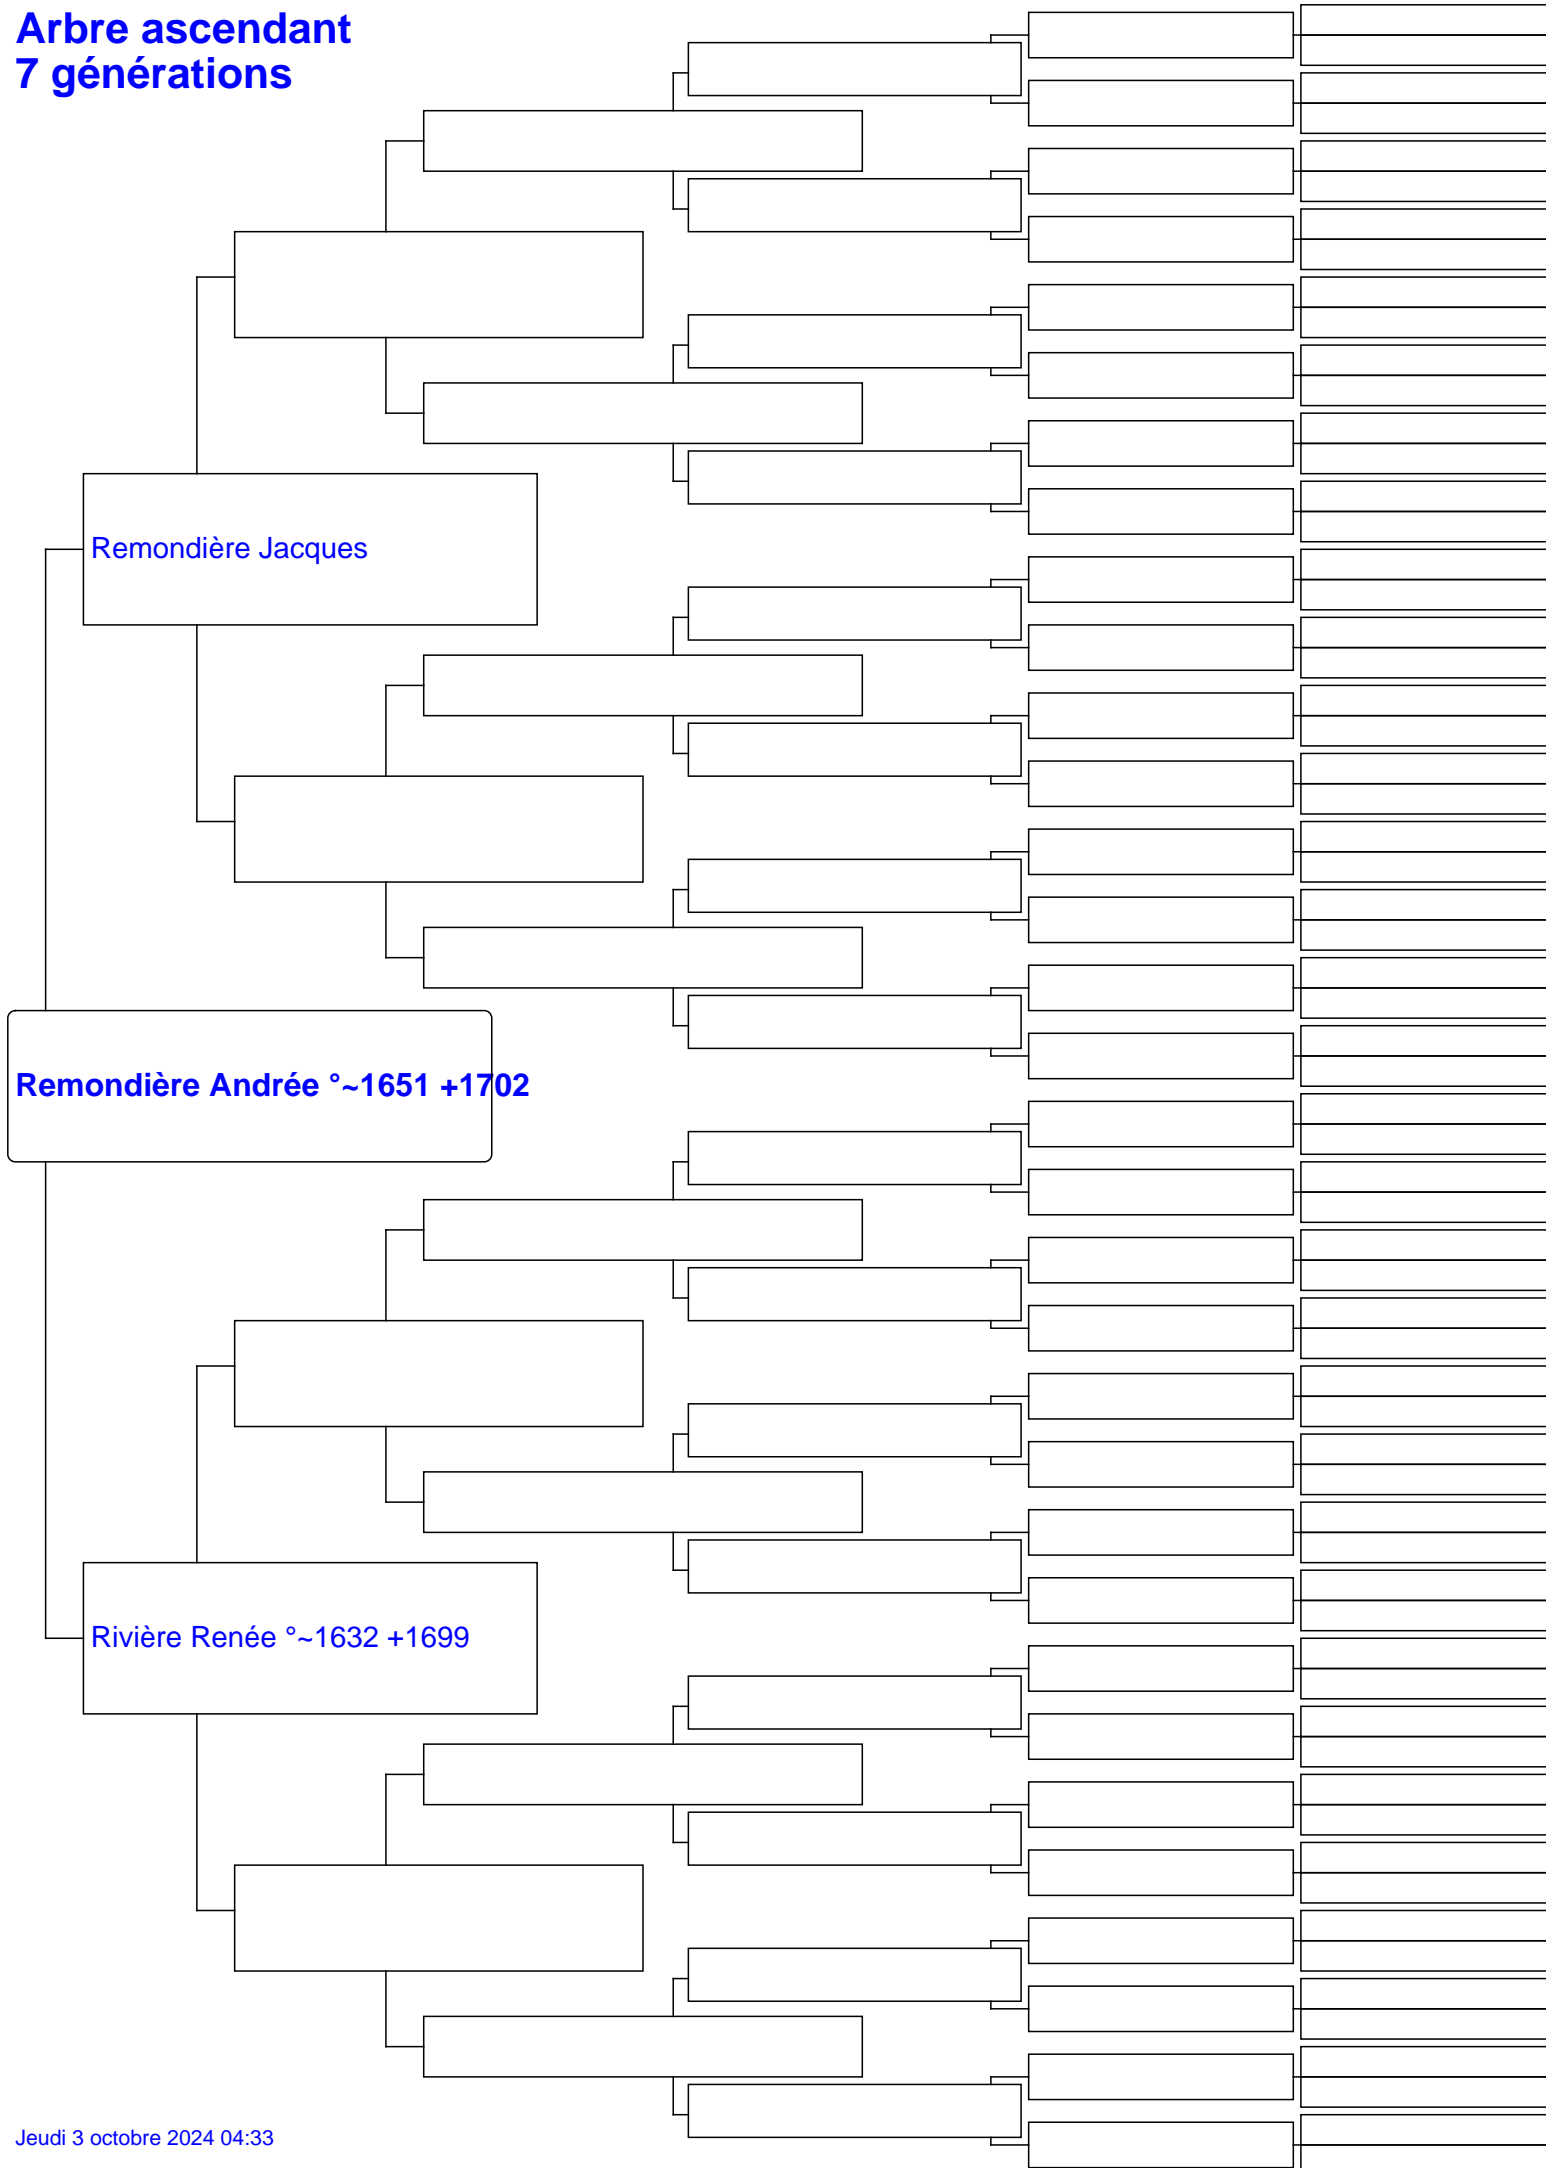 Arbre ascendant
7 générations
Remondière Jacques
Remondière Andrée °~1651 +1702
Rivière Renée °~1632 +1699
Jeudi 3 octobre 2024 04:33